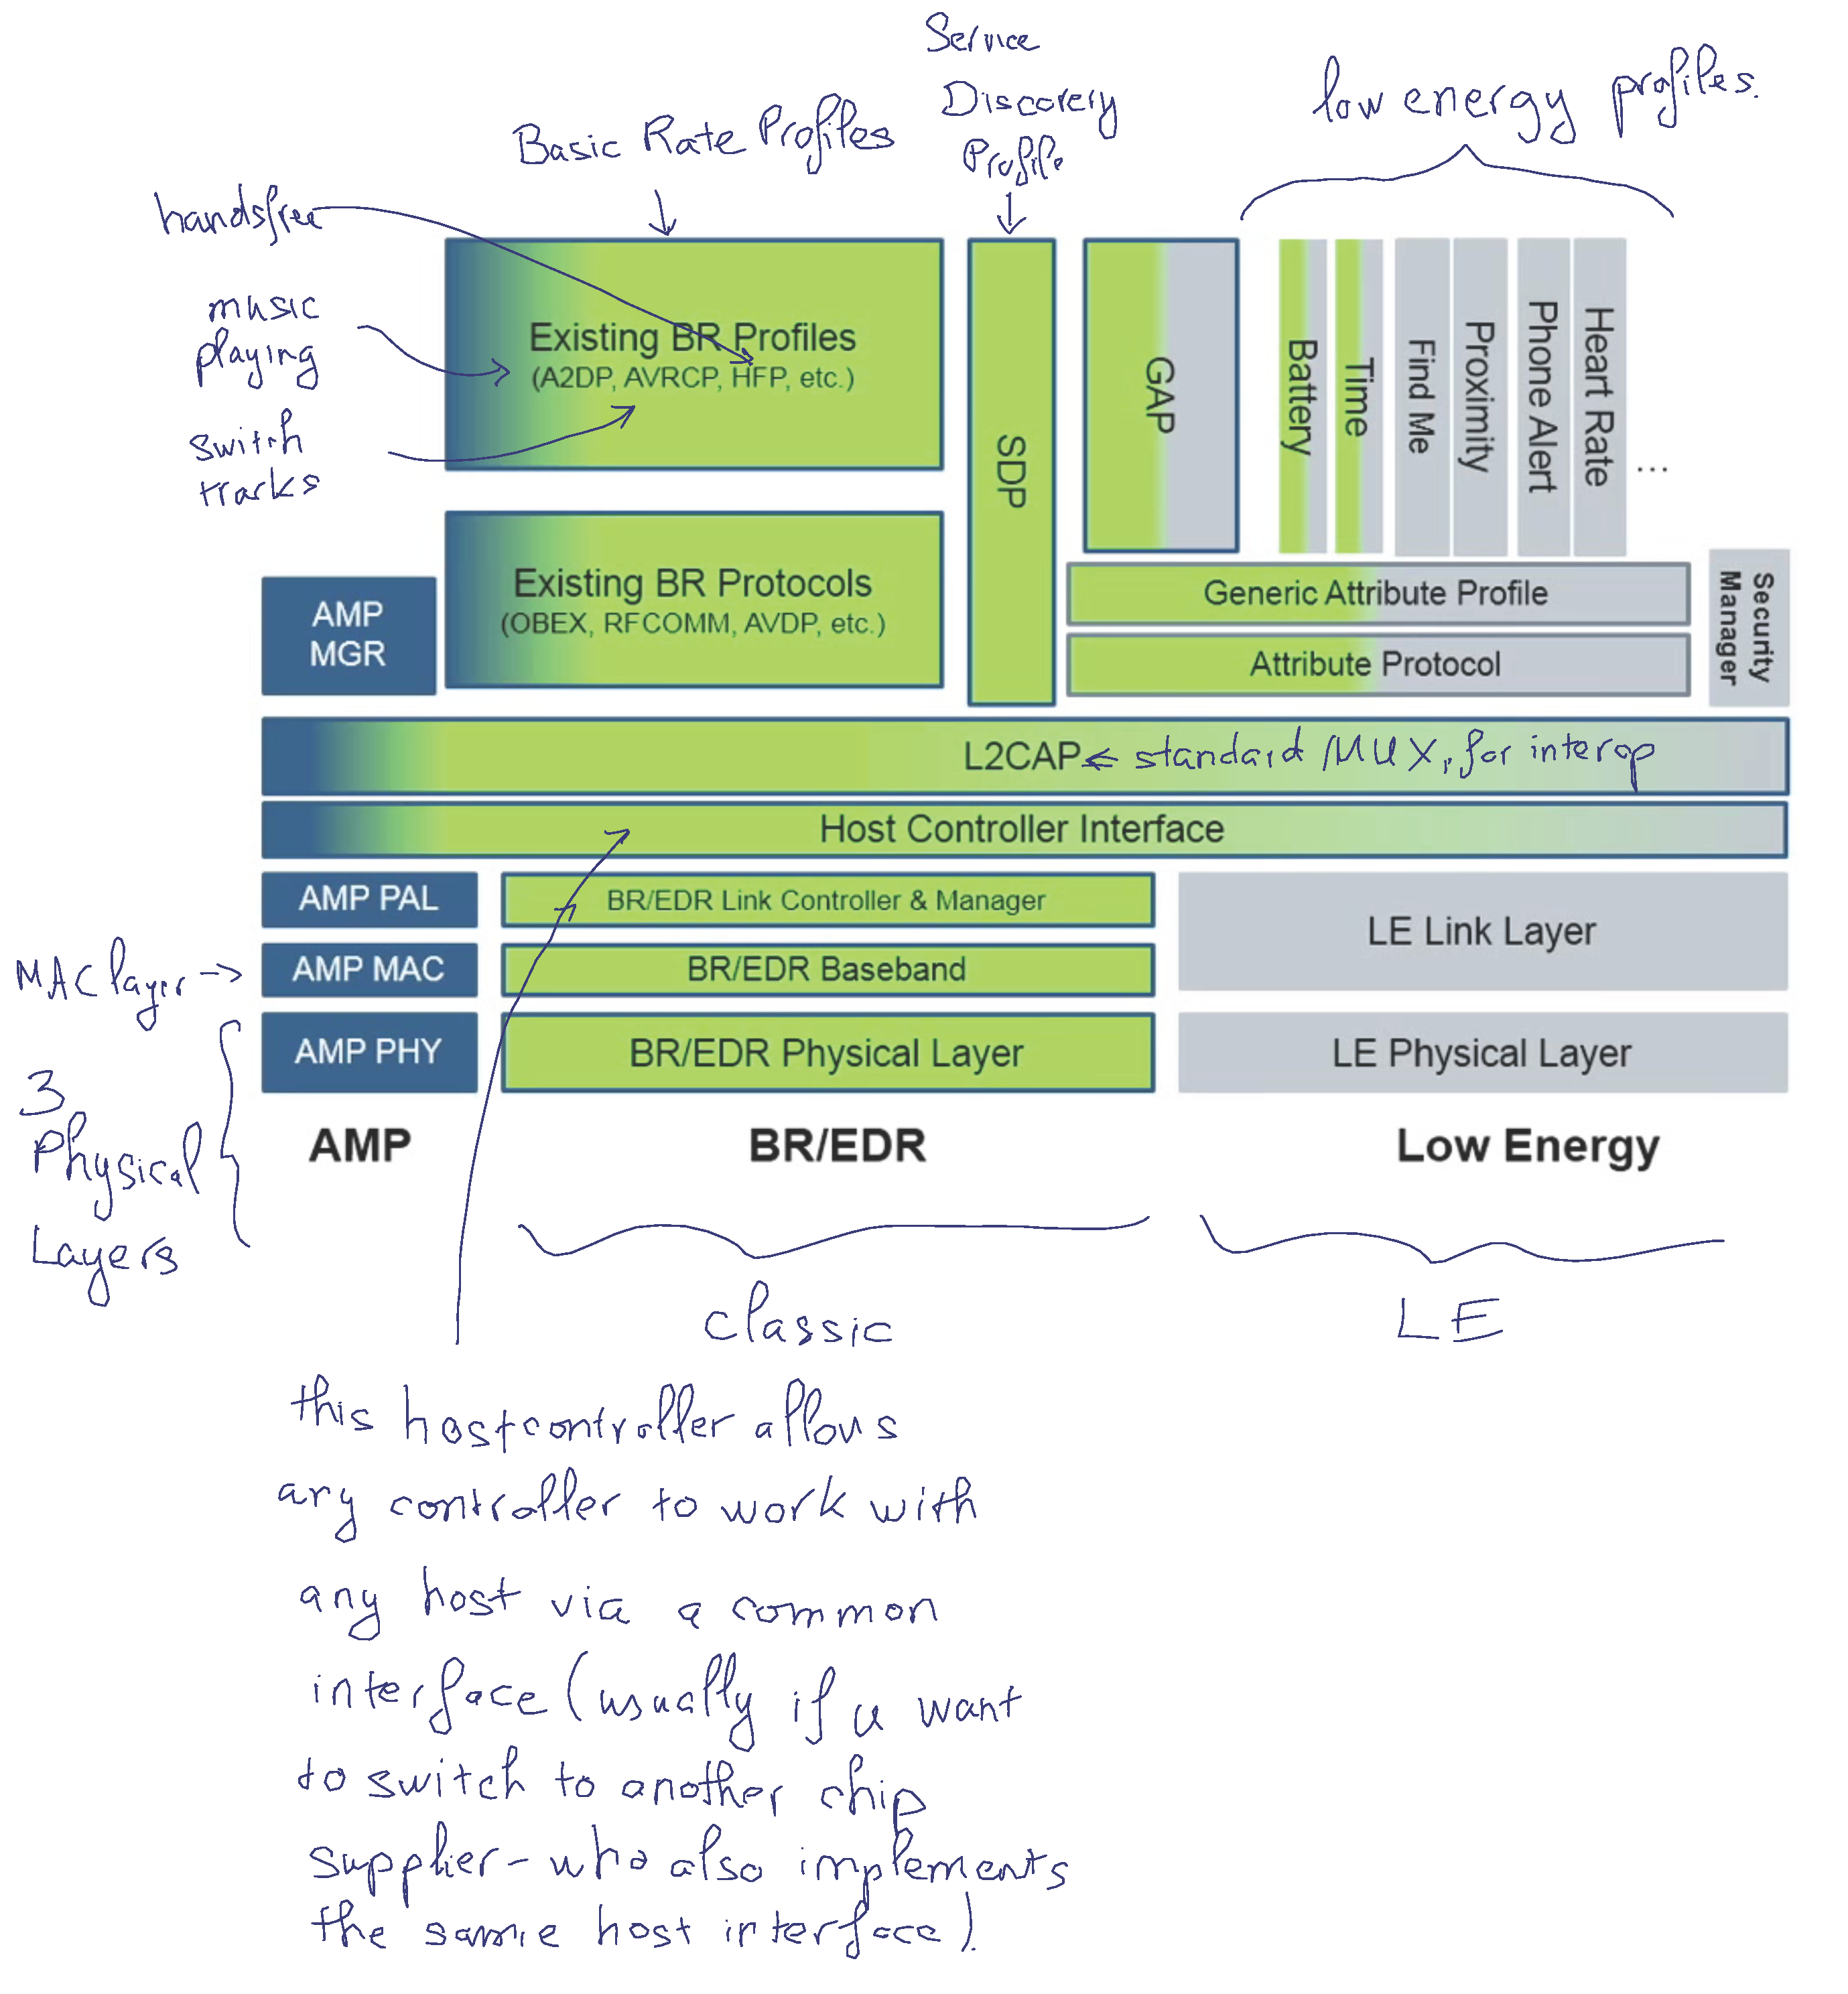 Service
Discovery
Profile
low energy profiles.
Basic Rate Profiles
handsfree
music
playing
switch
tracks
Existing BR Profiles
(A2DP, AVRCP, HFP, etc.)
SDP
GAP
Battery
Time
Find Me
Proximity
Phone Alert
Heart Rate
...
AMP
MGR
Existing BR Protocols
(OBEX, RFCOMM, AVDP, etc.)
Generic Attribute Profile
Attribute Protocol
Security
Manager
L2CAP ← standard MUX, for interop
Host Controller Interface
AMP PAL
BR/EDR Link Controller & Manager
LE Link Layer
MAC layer →
AMP MAC
BR/EDR Baseband
AMP PHY
BR/EDR Physical Layer
LE Physical Layer
3
Physical
Layers
AMP
BR/EDR
Low Energy
classic
LE
this hostcontroller allows
any controller to work with
any host via a common
interface (usually if u want
to switch to another chip
supplier - who also implements
the same host interface).